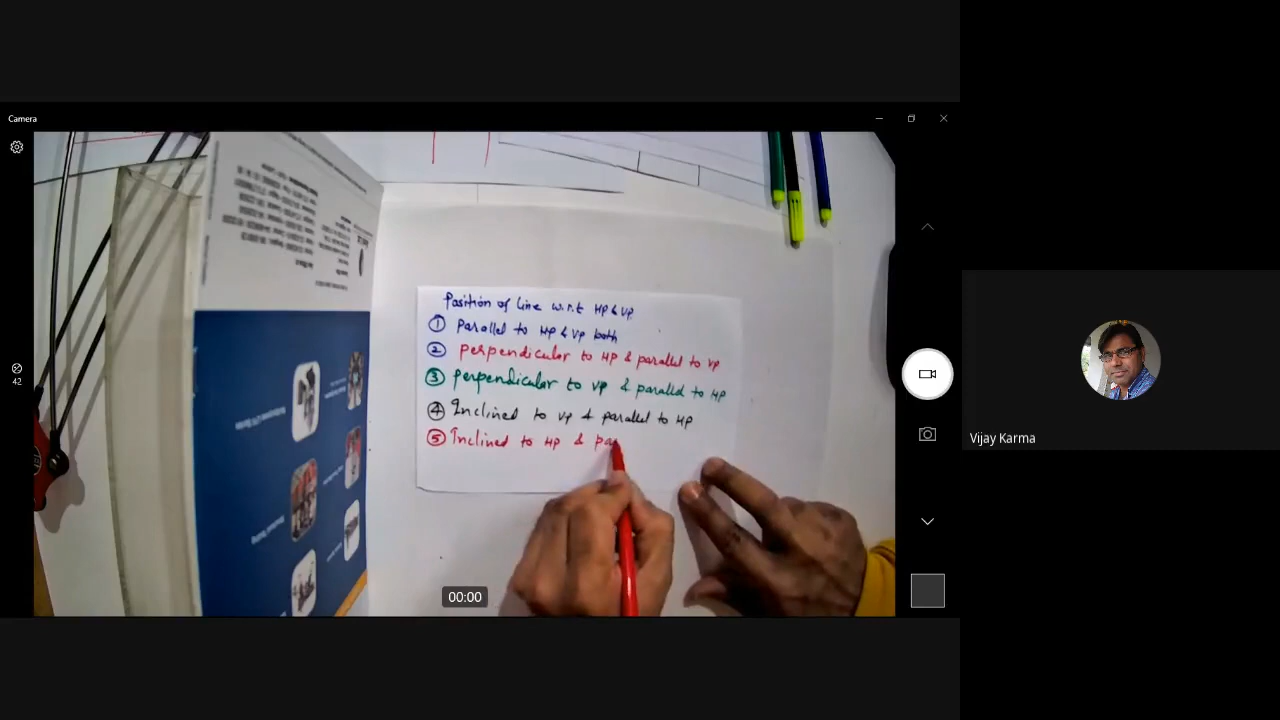 Camera
42
Position of line w.r.t HP & VP
① Parallel to HP & VP both
② perpendicular to HP & parallel to VP
③ perpendicular to VP & parallel to HP
④ Inclined to VP & parallel to HP
⑤ Inclined to HP & pa
00:00
Vijay Karma